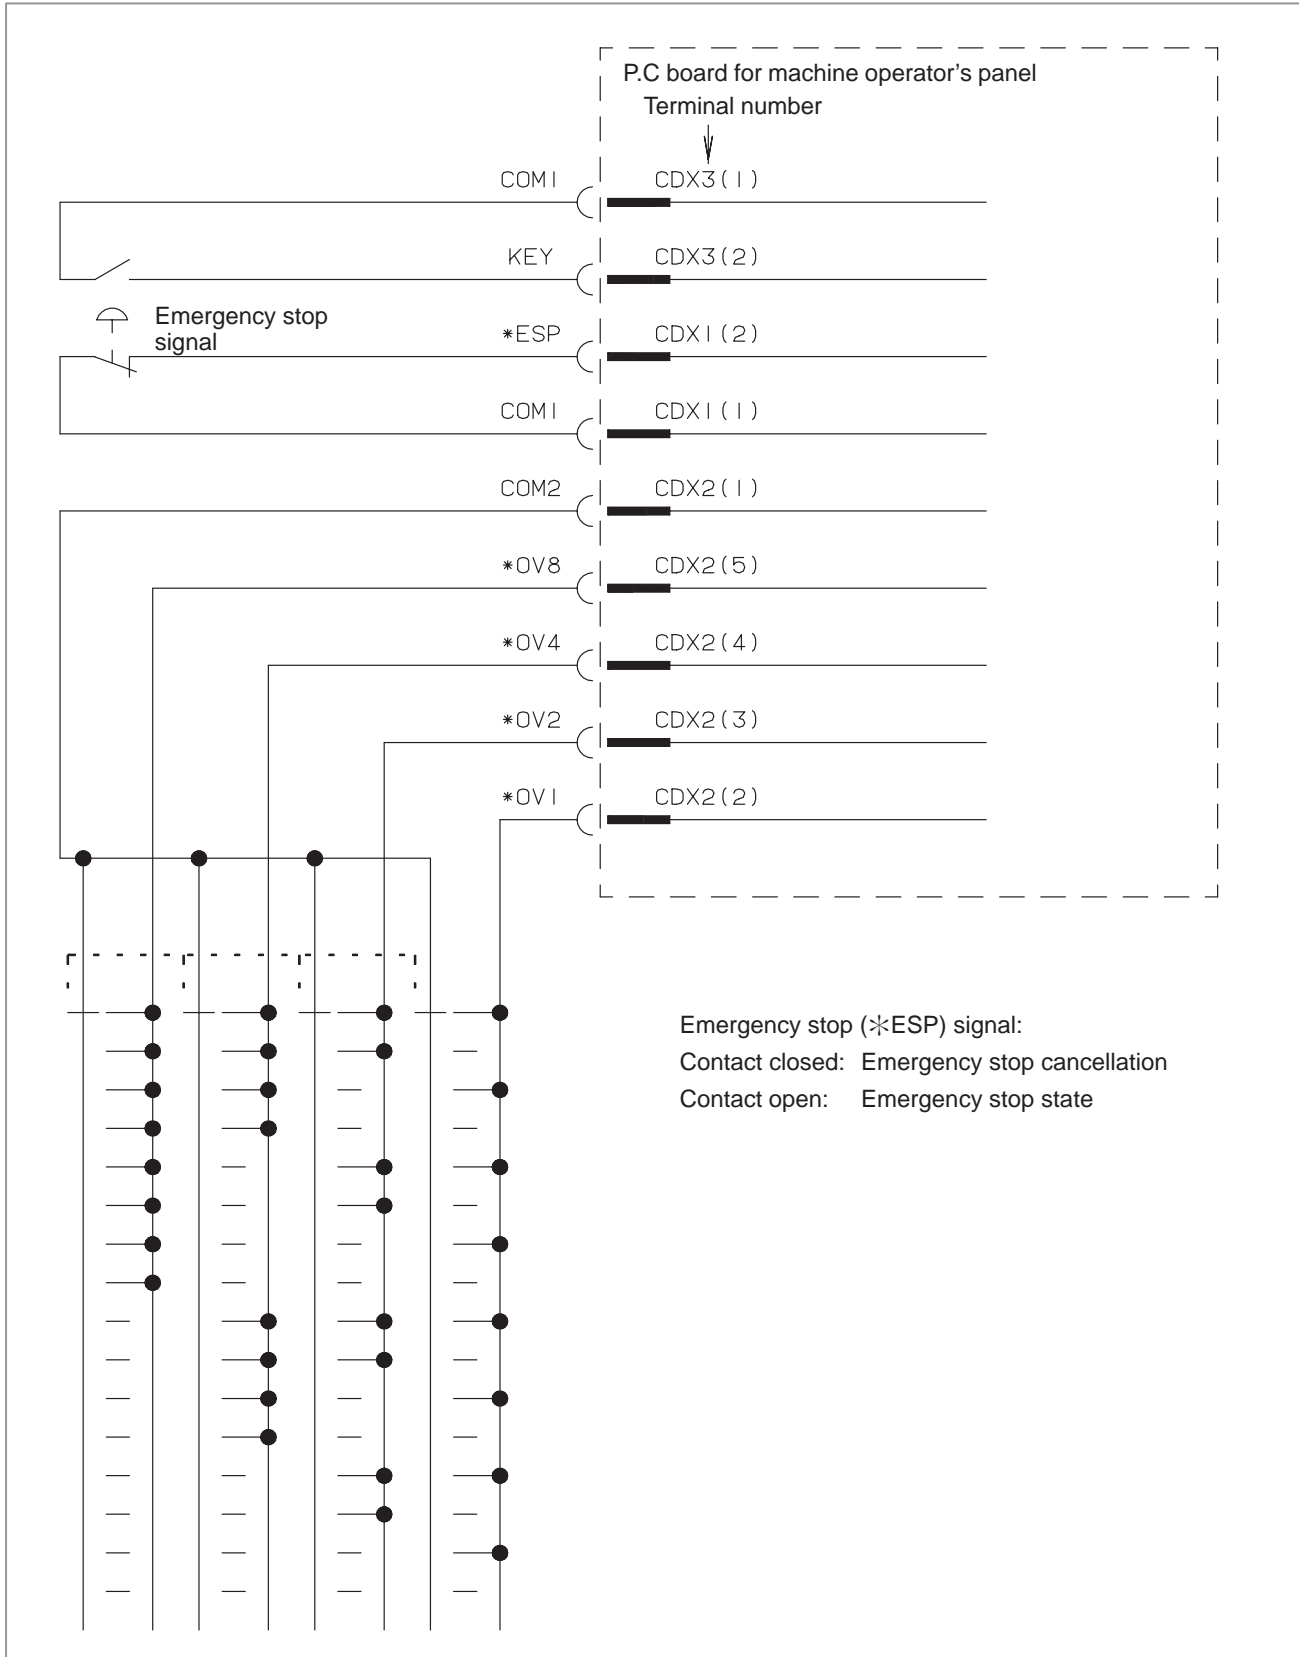 P.C board for machine operator's panel
Terminal number
COM1 CDX3(1)
KEY CDX3(2)
Emergency stop
signal
*ESP CDX1(2)
COM1 CDX1(1)
COM2 CDX2(1)
*OV8 CDX2(5)
*OV4 CDX2(4)
*OV2 CDX2(3)
*OV1 CDX2(2)
Emergency stop (*ESP) signal:
Contact closed: Emergency stop cancellation
Contact open: Emergency stop state